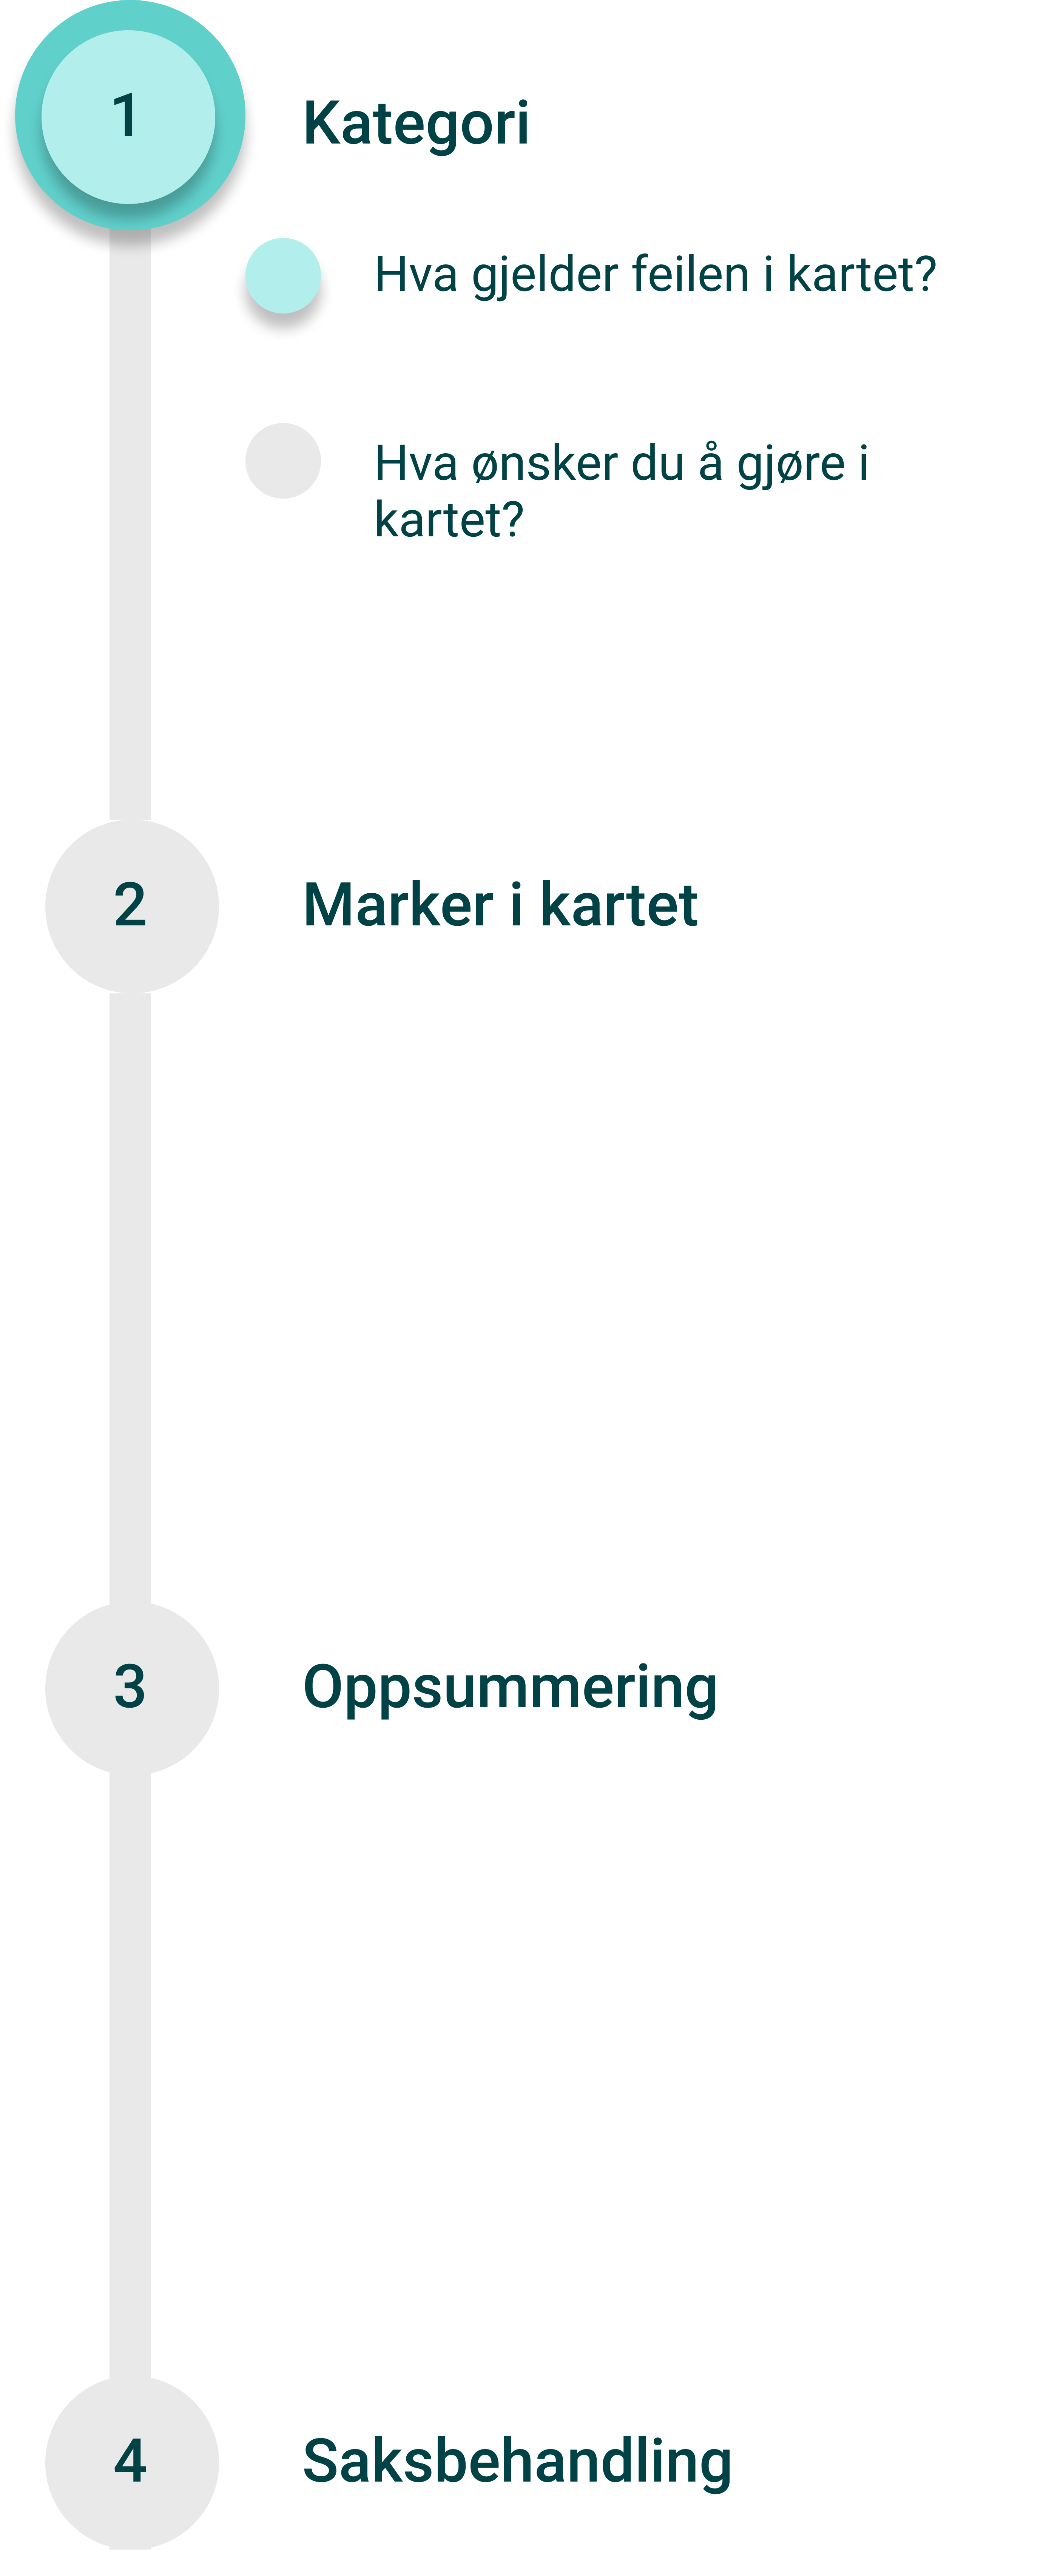 1
Kategori
Hva gjelder feilen i kartet?
Hva ønsker du å gjøre i
kartet?
2
Marker i kartet
3
Oppsummering
4
Saksbehandling